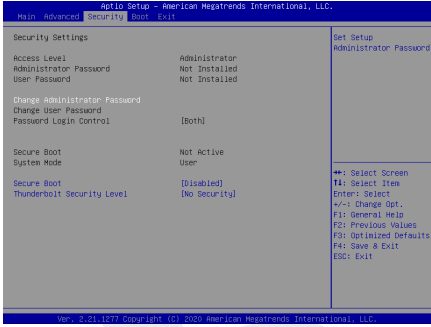 Aptio Setup – American Megatrends International, LLC.
Main Advanced Security Boot Exit
Security Settings
Access Level Administrator
Administrator Password Not Installed
User Password Not Installed
Change Administrator Password
Change User Password
Password Login Control [Both]
Secure Boot Not Active
System Mode User
Secure Boot [Disabled]
Thunderbolt Security Level [No Security]
Set Setup
Administrator Password
→←: Select Screen
↑↓: Select Item
Enter: Select
+/-: Change Opt.
F1: General Help
F2: Previous Values
F3: Optimized Defaults
F4: Save & Exit
ESC: Exit
Ver. 2.21.1277 Copyright (C) 2020 American Megatrends International, LLC.